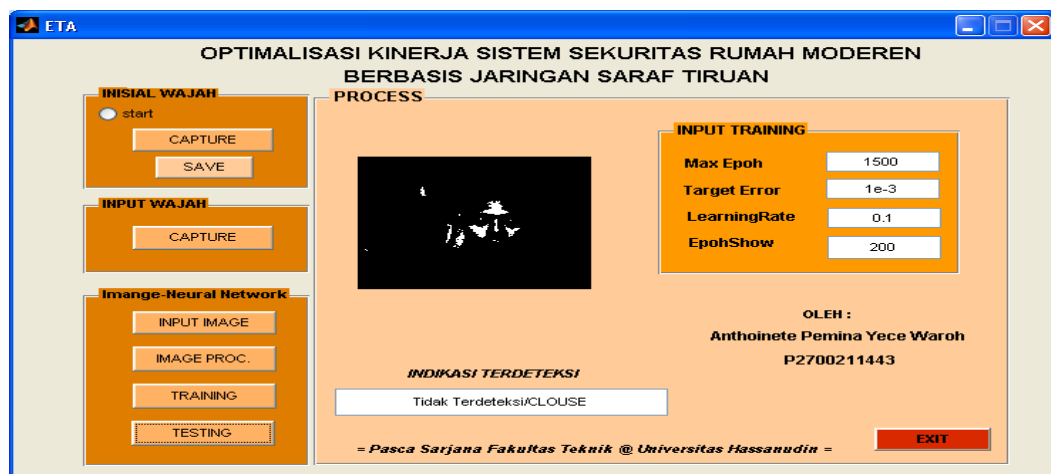 ETA
OPTIMALISASI KINERJA SISTEM SEKURITAS RUMAH MODEREN
BERBASIS JARINGAN SARAF TIRUAN
INISIAL WAJAH
start
CAPTURE
SAVE
INPUT WAJAH
CAPTURE
Imange-Neural Network
INPUT IMAGE
IMAGE PROC.
TRAINING
TESTING
PROCESS
INPUT TRAINING
Max Epoh 1500
Target Error 1e-3
LearningRate 0.1
EpohShow 200
OLEH :
Anthoinete Pemina Yece Waroh
P2700211443
INDIKASI TERDETEKSI
Tidak Terdeteksi/CLOUSE
= Pasca Sarjana Fakultas Teknik @ Universitas Hassanudin =
EXIT